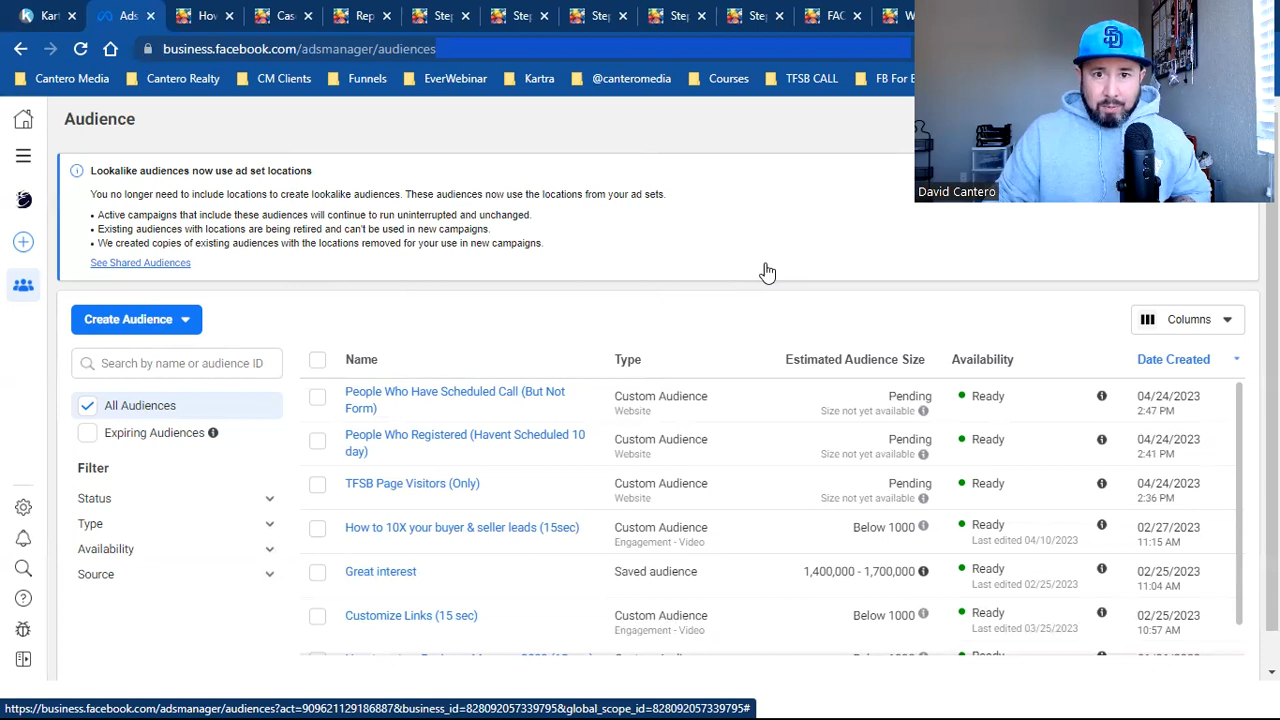 Kart
Ads
Hov
Cas
Rep
Step
Step
Step
Step
Step
FAC
W
business.facebook.com/adsmanager/audiences
Cantero Media
Cantero Realty
CM Clients
Funnels
EverWebinar
Kartra
@canteromedia
Courses
TFSB CALL
FB For B
David Cantero
Audience
Lookalike audiences now use ad set locations
You no longer need to include locations to create lookalike audiences. These audiences now use the locations from your ad sets.
• Active campaigns that include these audiences will continue to run uninterrupted and unchanged.
• Existing audiences with locations are being retired and can't be used in new campaigns.
• We created copies of existing audiences with the locations removed for your use in new campaigns.
See Shared Audiences
Create Audience
Columns
Search by name or audience ID
All Audiences
Expiring Audiences
Filter
Status
Type
Availability
Source
Name Type Estimated Audience Size Availability Date Created
People Who Have Scheduled Call (But Not Custom Audience Pending Ready 04/24/2023
Form) Website Size not yet available 2:47 PM
People Who Registered (Havent Scheduled 10 Custom Audience Pending Ready 04/24/2023
day) Website Size not yet available 2:41 PM
TFSB Page Visitors (Only) Custom Audience Pending Ready 04/24/2023
Website Size not yet available 2:36 PM
How to 10X your buyer & seller leads (15sec) Custom Audience Below 1000 Ready 02/27/2023
Engagement - Video Last edited 04/10/2023 11:15 AM
Great interest Saved audience 1,400,000 - 1,700,000 Ready 02/25/2023
Last edited 02/25/2023 11:04 AM
Customize Links (15 sec) Custom Audience Below 1000 Ready 02/25/2023
Engagement - Video Last edited 03/25/2023 10:57 AM
https://business.facebook.com/adsmanager/audiences?act=909621129186887&business_id=828092057339795&global_scope_id=828092057339795#